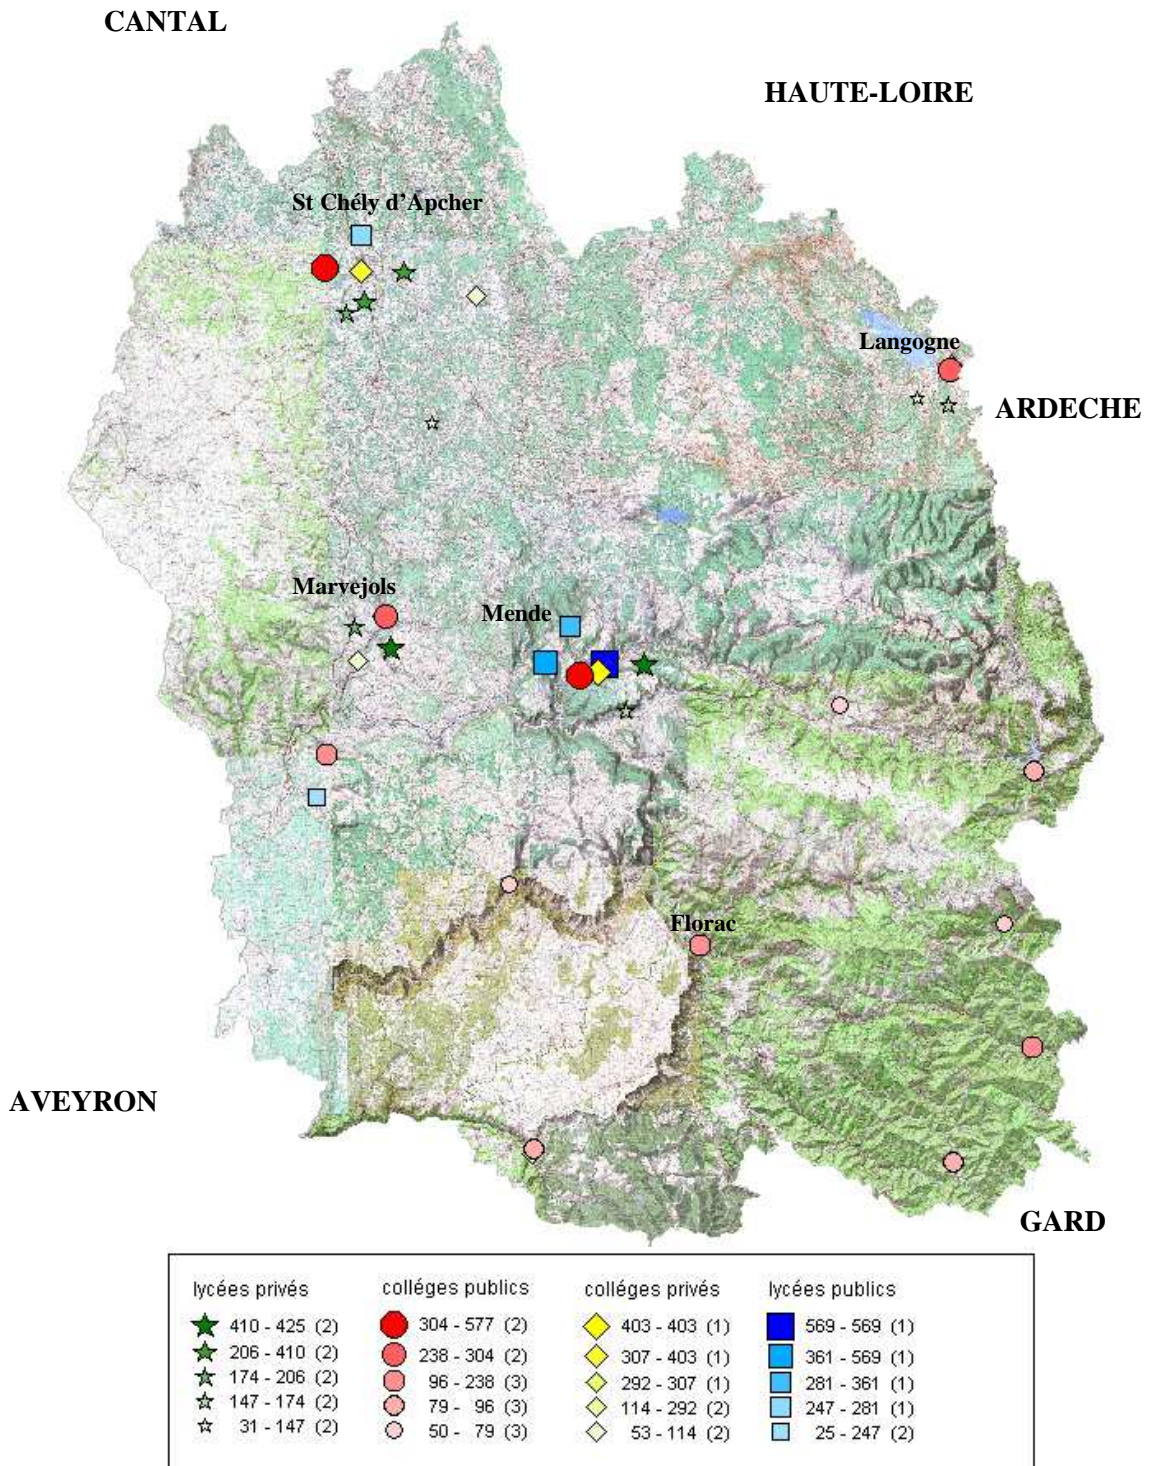 CANTAL
HAUTE-LOIRE
St Chély d'Apcher
Langogne
ARDECHE
Marvejols
Mende
Florac
AVEYRON
GARD
lycées privés colléges publics colléges privés lycées publics
410 - 425 (2) 304 - 577 (2) 403 - 403 (1) 569 - 569 (1)
206 - 410 (2) 238 - 304 (2) 307 - 403 (1) 361 - 569 (1)
174 - 206 (2) 96 - 238 (3) 292 - 307 (1) 281 - 361 (1)
147 - 174 (2) 79 - 96 (3) 114 - 292 (2) 247 - 281 (1)
31 - 147 (2) 50 - 79 (3) 53 - 114 (2) 25 - 247 (2)